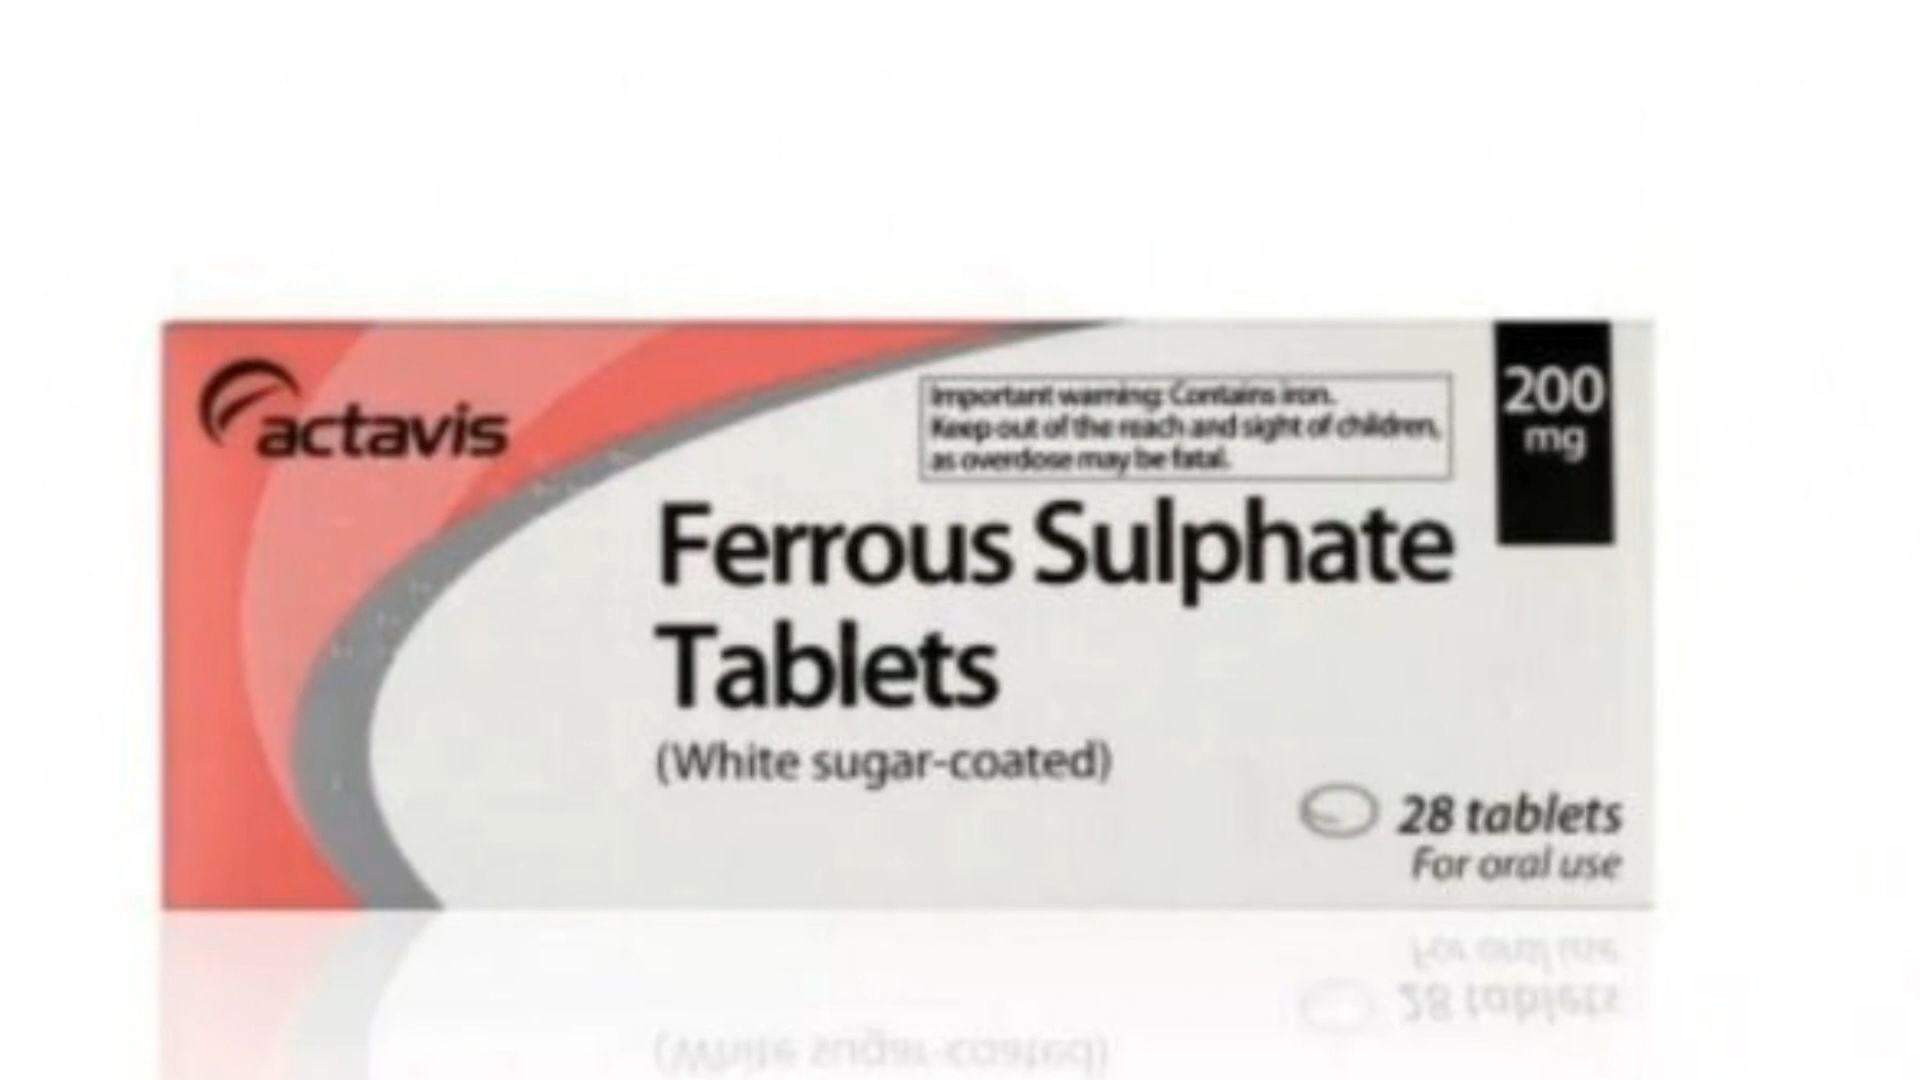 actavis
Important warning: Contains iron.
Keep out of the reach and sight of children,
as overdose may be fatal.
200
mg
Ferrous Sulphate
Tablets
(White sugar-coated)
28 tablets
For oral use